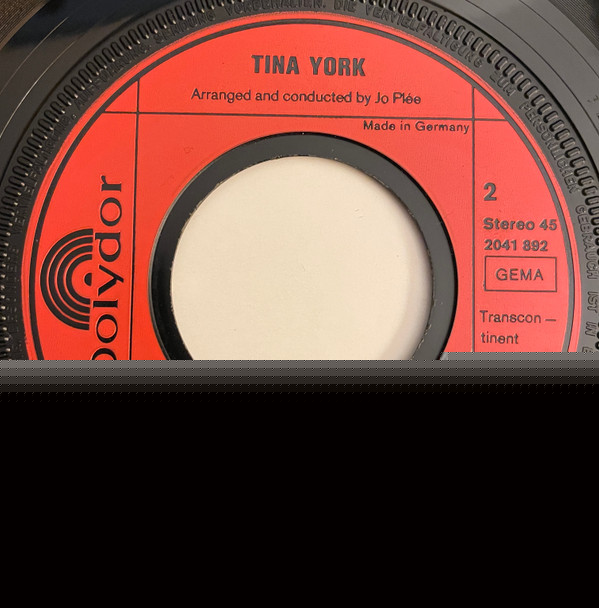 TINA YORK
Arranged and conducted by Jo Plée
Made in Germany
polydor
2
Stereo 45
2041 892
GEMA
Transcon –
tinent